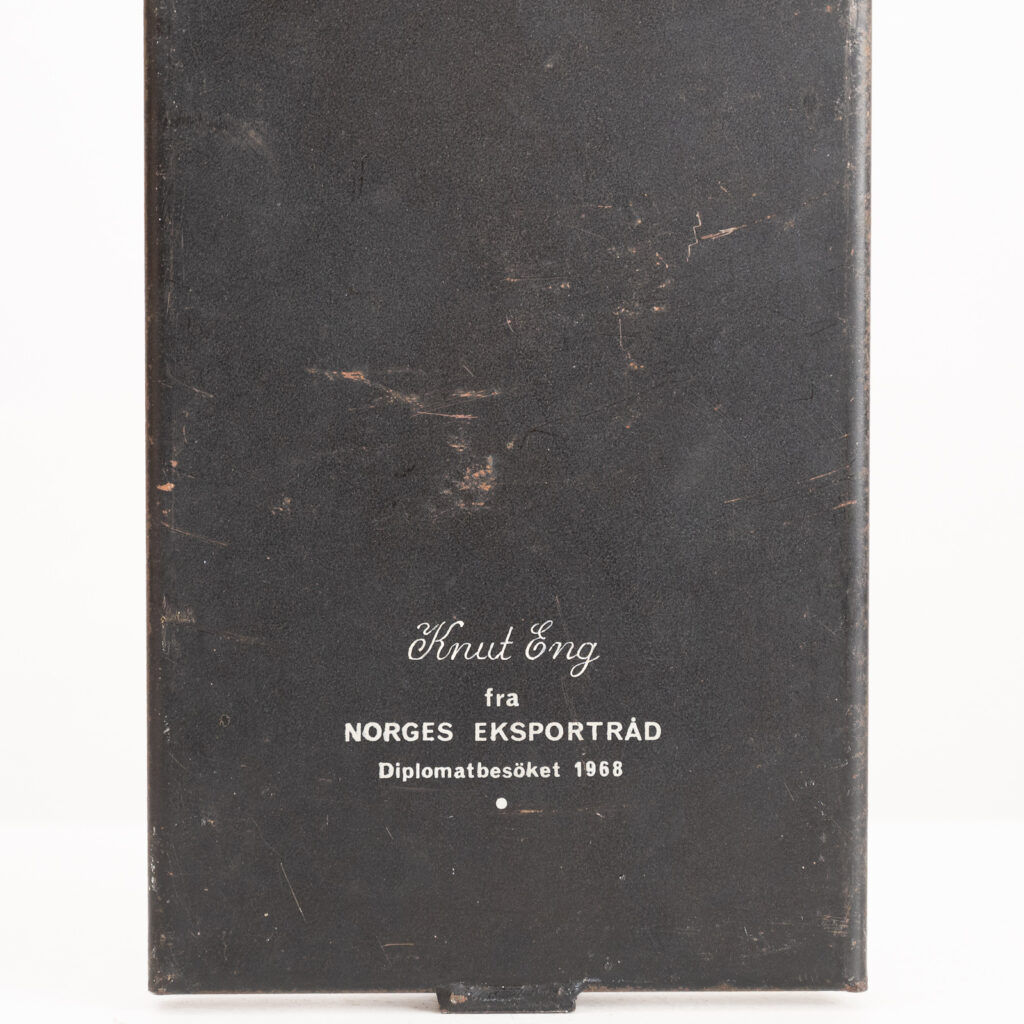 Knut Eng
fra
NORGES EKSPORTRÅD
Diplomatbesöket 1968